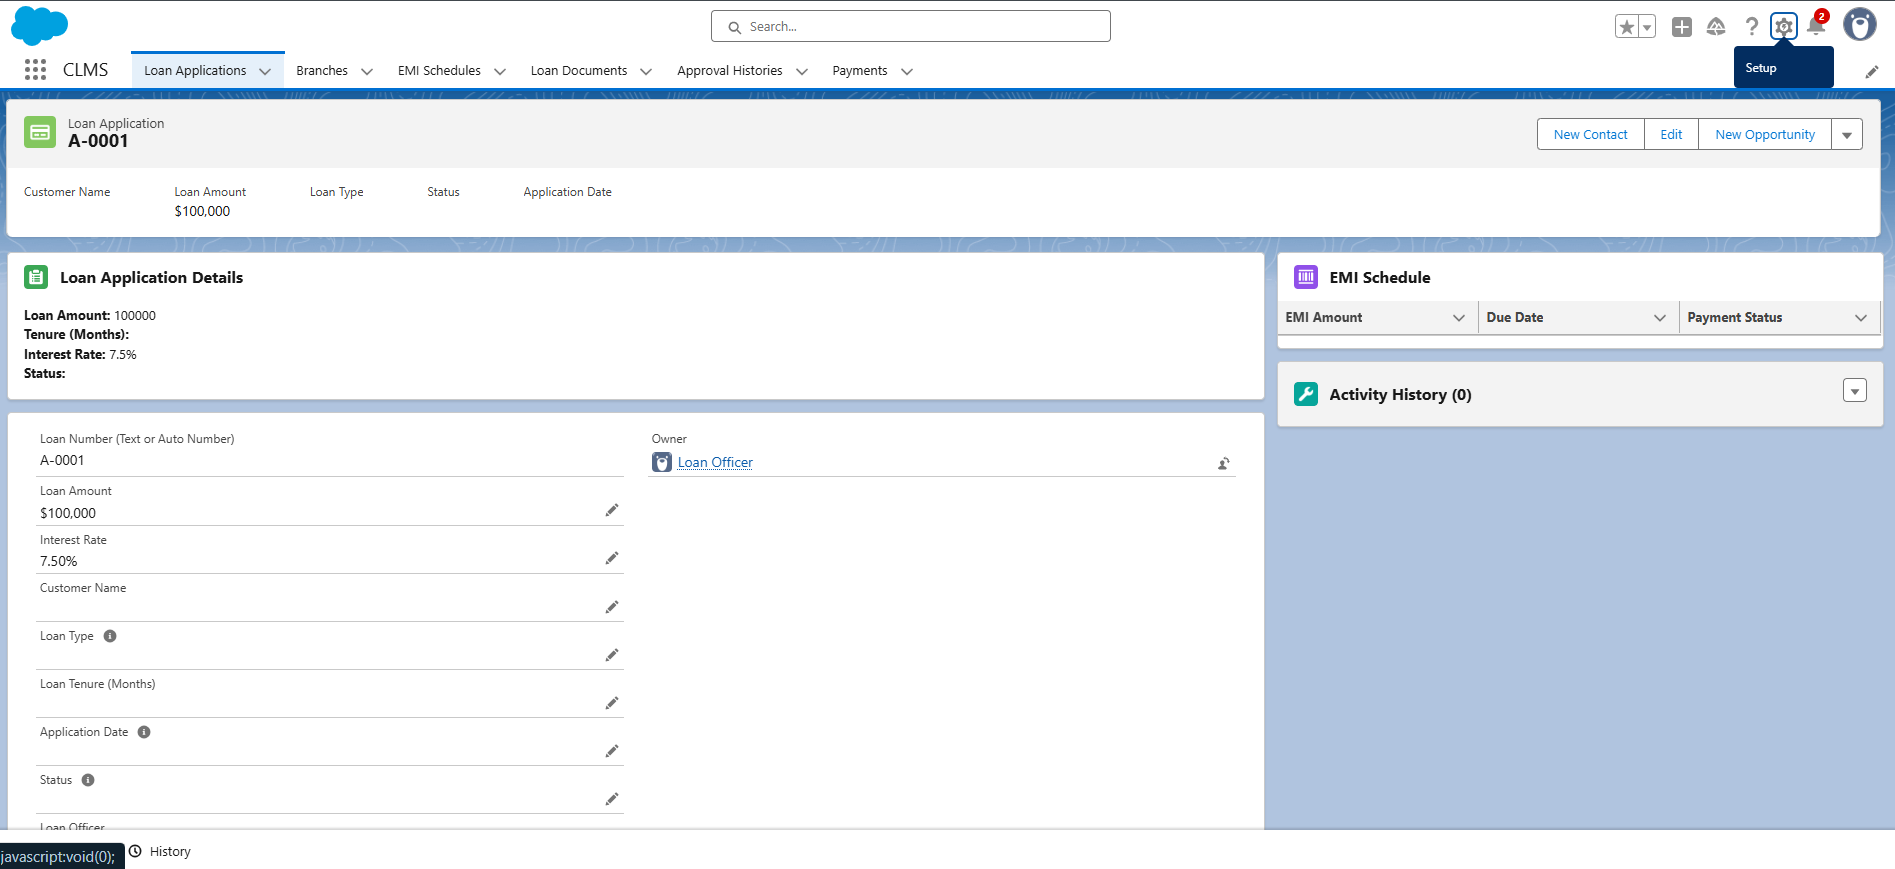 Search...
2
CLMS
Loan Applications
Branches
EMI Schedules
Loan Documents
Approval Histories
Payments
Setup
Loan Application
A-0001
New Contact
Edit
New Opportunity
Customer Name
Loan Amount
Loan Type
Status
Application Date
$100,000
Loan Application Details
Loan Amount: 100000
Tenure (Months):
Interest Rate: 7.5%
Status:
EMI Schedule
EMI Amount
Due Date
Payment Status
Activity History (0)
Loan Number (Text or Auto Number)
A-0001
Owner
Loan Officer
Loan Amount
$100,000
Interest Rate
7.50%
Customer Name
Loan Type
Loan Tenure (Months)
Application Date
Status
Loan Officer
javascript:void(0);
History